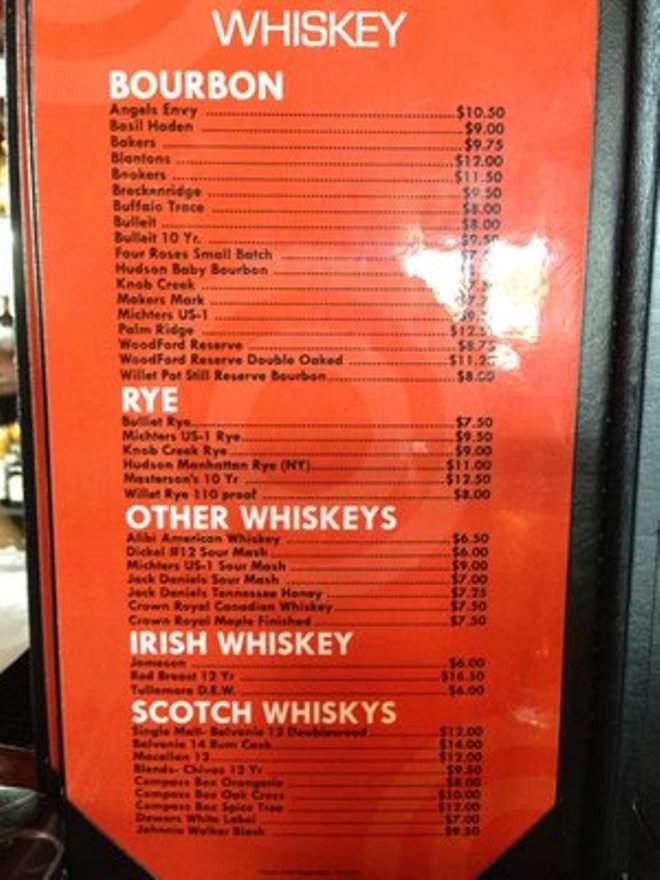 WHISKEY
BOURBON
Angels Envy $10.50
Basil Haden $9.00
Bakers $9.75
Blantons $12.00
Bookers $11.50
Breckenridge $9.50
Buffalo Trace $8.00
Bulleit $8.00
Bulleit 10 Yr. $9.50
Four Roses Small Batch
Hudson Baby Bourbon
Knob Creek
Makers Mark
Michters US-1
Palm Ridge
WoodFord Reserve $8.75
WoodFord Reserve Double Oaked
Willet Pot Still Reserve Bourbon $8.00
RYE
Bulliet Rye $7.50
Michters US-1 Rye $9.50
Knob Creek Rye $9.00
Hudson Manhattan Rye (NY) $11.00
Masterson's 10 Yr $12.50
Willet Rye 110 proof $8.00
OTHER WHISKEYS
Alibi American Whiskey $6.50
Dickel #12 Sour Mash $6.00
Michters US-1 Sour Mash $9.00
Jack Daniels Sour Mash $7.00
Jack Daniels Tennessee Honey $7.25
Crown Royal Canadian Whiskey $7.50
Crown Royal Maple Finished $7.50
IRISH WHISKEY
Jameson $6.00
Red Breast 12 Yr $16.50
Tullamore D.E.W. $6.00
SCOTCH WHISKYS
Single Malt- Balvenie 12 Doublewood $12.00
Balvenie 14 Rum Cask $14.00
Macallan 12 $12.00
Blends- Chivas 12 Yr $9.50
Compass Box Orangerie $8.00
Compass Box Oak Cross $10.00
Compass Box Spice Tree $12.00
Dewars White Label $7.00
Johnnie Walker Black $9.50